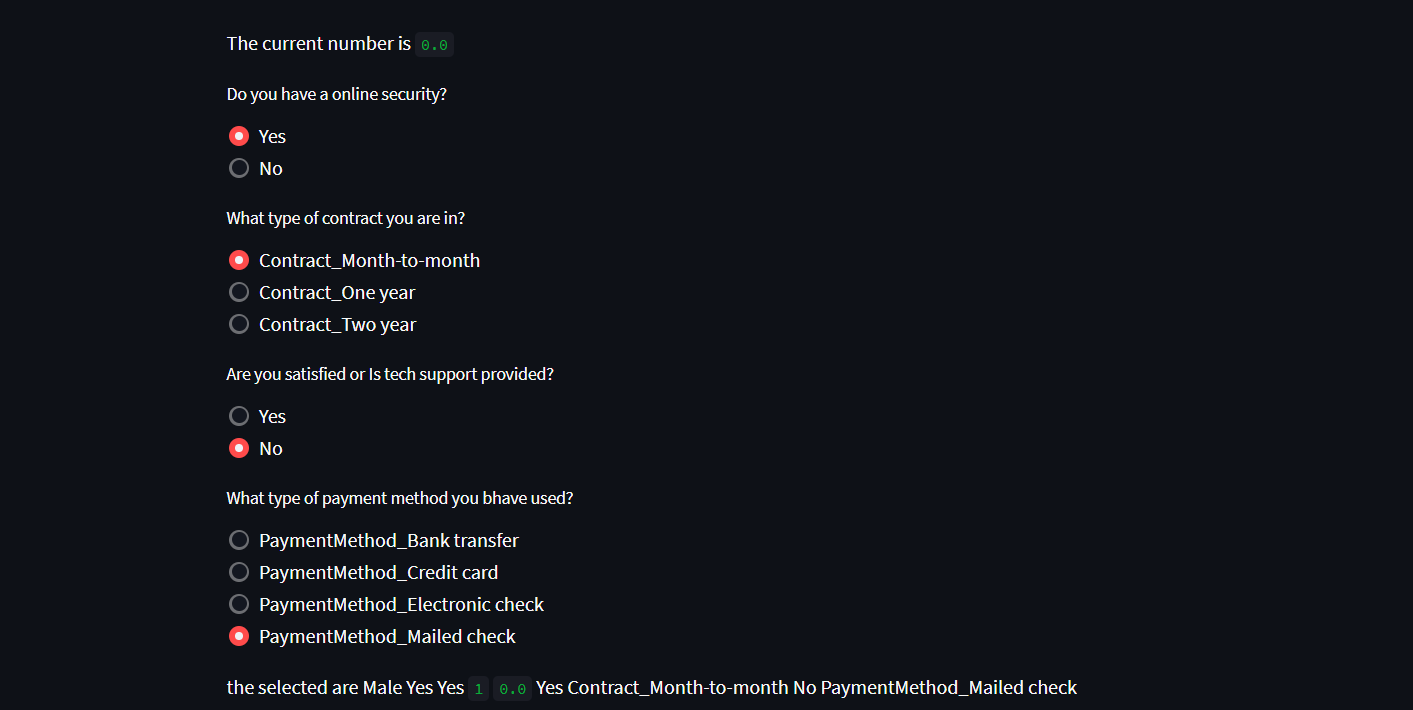 The current number is 0.0
Do you have a online security?
Yes
No
What type of contract you are in?
Contract_Month-to-month
Contract_One year
Contract_Two year
Are you satisfied or Is tech support provided?
Yes
No
What type of payment method you bhave used?
PaymentMethod_Bank transfer
PaymentMethod_Credit card
PaymentMethod_Electronic check
PaymentMethod_Mailed check
the selected are Male Yes Yes 1 0.0 Yes Contract_Month-to-month No PaymentMethod_Mailed check